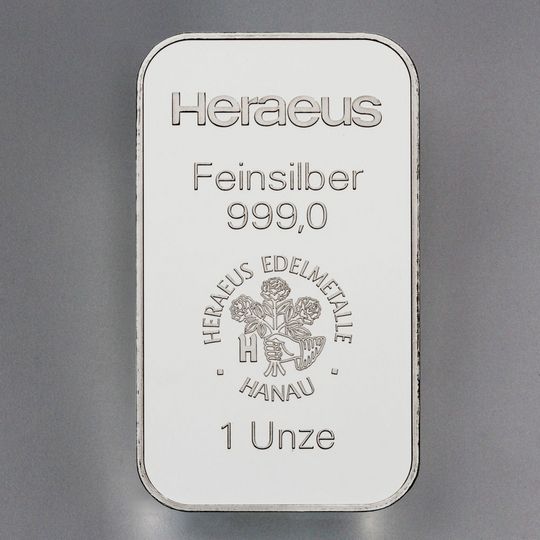 Heraeus
Feinsilber
999,0
HERAEUS EDELMETALLE
H
· HANAU ·
1 Unze